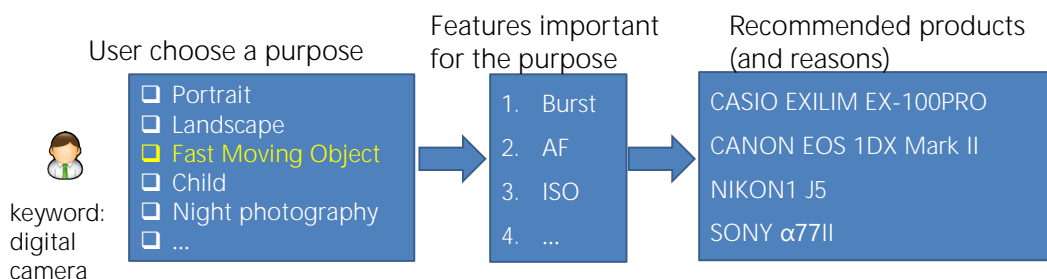 User choose a purpose
Features important
for the purpose
Recommended products
(and reasons)
keyword:
digital
camera
❑ Portrait
❑ Landscape
❑ Fast Moving Object
❑ Child
❑ Night photography
❑ ...
1. Burst
2. AF
3. ISO
4. ...
CASIO EXILIM EX-100PRO
CANON EOS 1DX Mark II
NIKON1 J5
SONY α77II